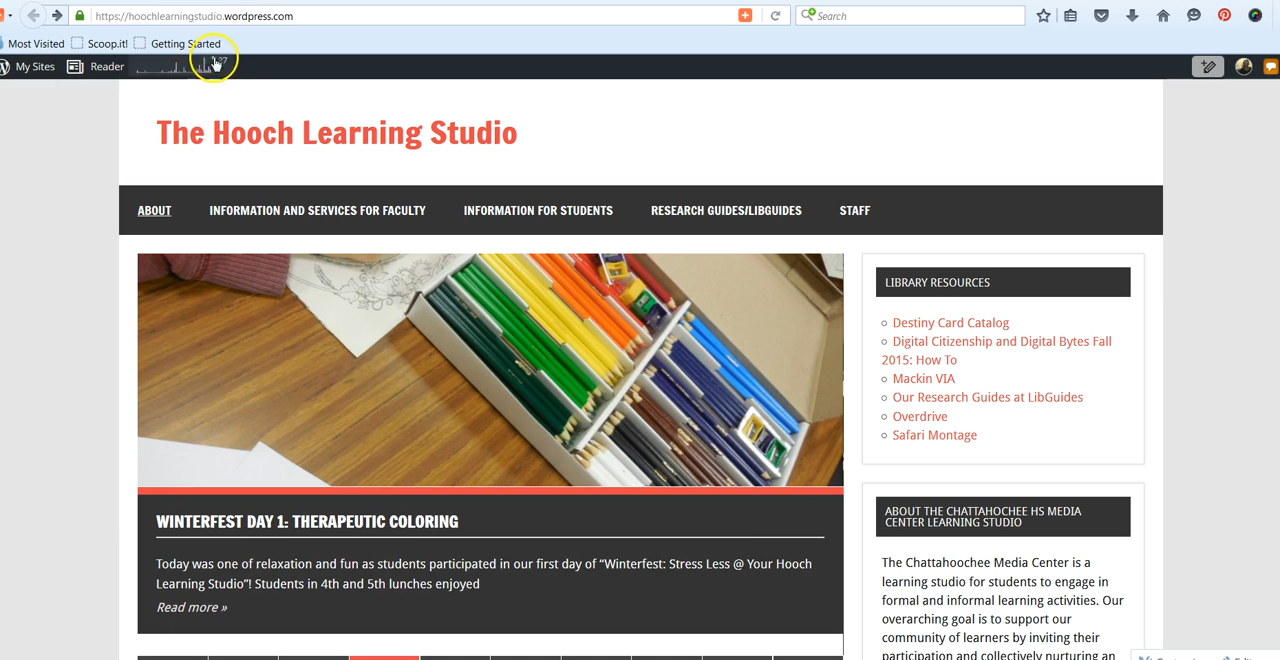 https://hoochlearningstudio.wordpress.com
Search
Most Visited Scoop.it! Getting Started
My Sites Reader
The Hooch Learning Studio
ABOUT INFORMATION AND SERVICES FOR FACULTY INFORMATION FOR STUDENTS RESEARCH GUIDES/LIBGUIDES STAFF
LIBRARY RESOURCES
Destiny Card Catalog
Digital Citizenship and Digital Bytes Fall
2015: How To
Mackin VIA
Our Research Guides at LibGuides
Overdrive
Safari Montage
WINTERFEST DAY 1: THERAPEUTIC COLORING
Today was one of relaxation and fun as students participated in our first day of “Winterfest: Stress Less @ Your Hooch
Learning Studio”! Students in 4th and 5th lunches enjoyed
Read more »
ABOUT THE CHATTAHOCHEE HS MEDIA
CENTER LEARNING STUDIO
The Chattahoochee Media Center is a
learning studio for students to engage in
formal and informal learning activities. Our
overarching goal is to support our
community of learners by inviting their
participation and collectively nurturing an